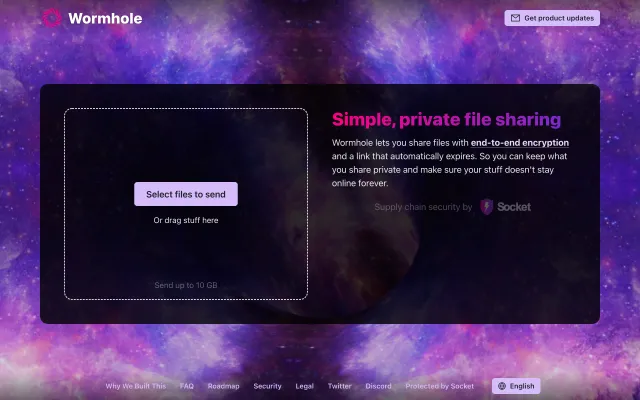 Wormhole
Get product updates
Simple, private file sharing
Wormhole lets you share files with end-to-end encryption
and a link that automatically expires. So you can keep what
you share private and make sure your stuff doesn't stay
online forever.
Select files to send
Or drag stuff here
Supply chain security by Socket
Send up to 10 GB
Why We Built This FAQ Roadmap Security Legal Twitter Discord Protected by Socket English